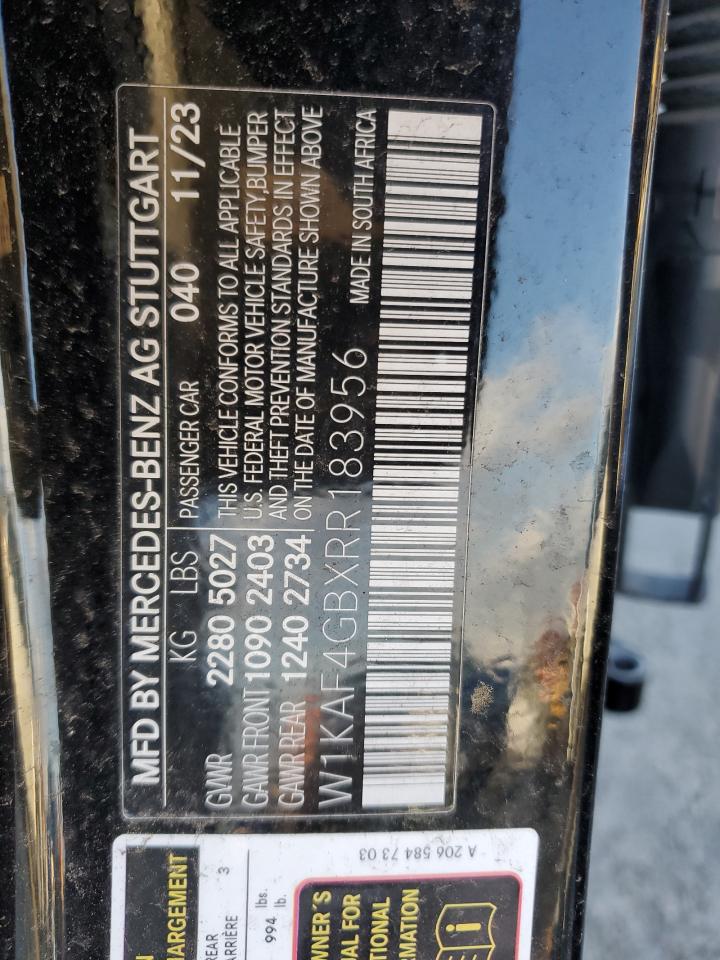 MFD BY MERCEDES-BENZ AG STUTTGART
KG LBS PASSENGER CAR 040 11/23
GVWR 2280 5027 THIS VEHICLE CONFORMS TO ALL APPLICABLE
GAWR FRONT 1090 2403 U.S. FEDERAL MOTOR VEHICLE SAFETY/BUMPER
GAWR REAR 1240 2734 AND THEFT PREVENTION STANDARDS IN EFFECT
ON THE DATE OF MANUFACTURE SHOWN ABOVE
W1KAF4GBXRR183956 MADE IN SOUTH AFRICA
HARGEMENT
REAR 3
ARRIÈRE
994 lbs.
lb.
WNER'S
AL FOR
TIONAL
RMATION
i
A 206 584 73 03